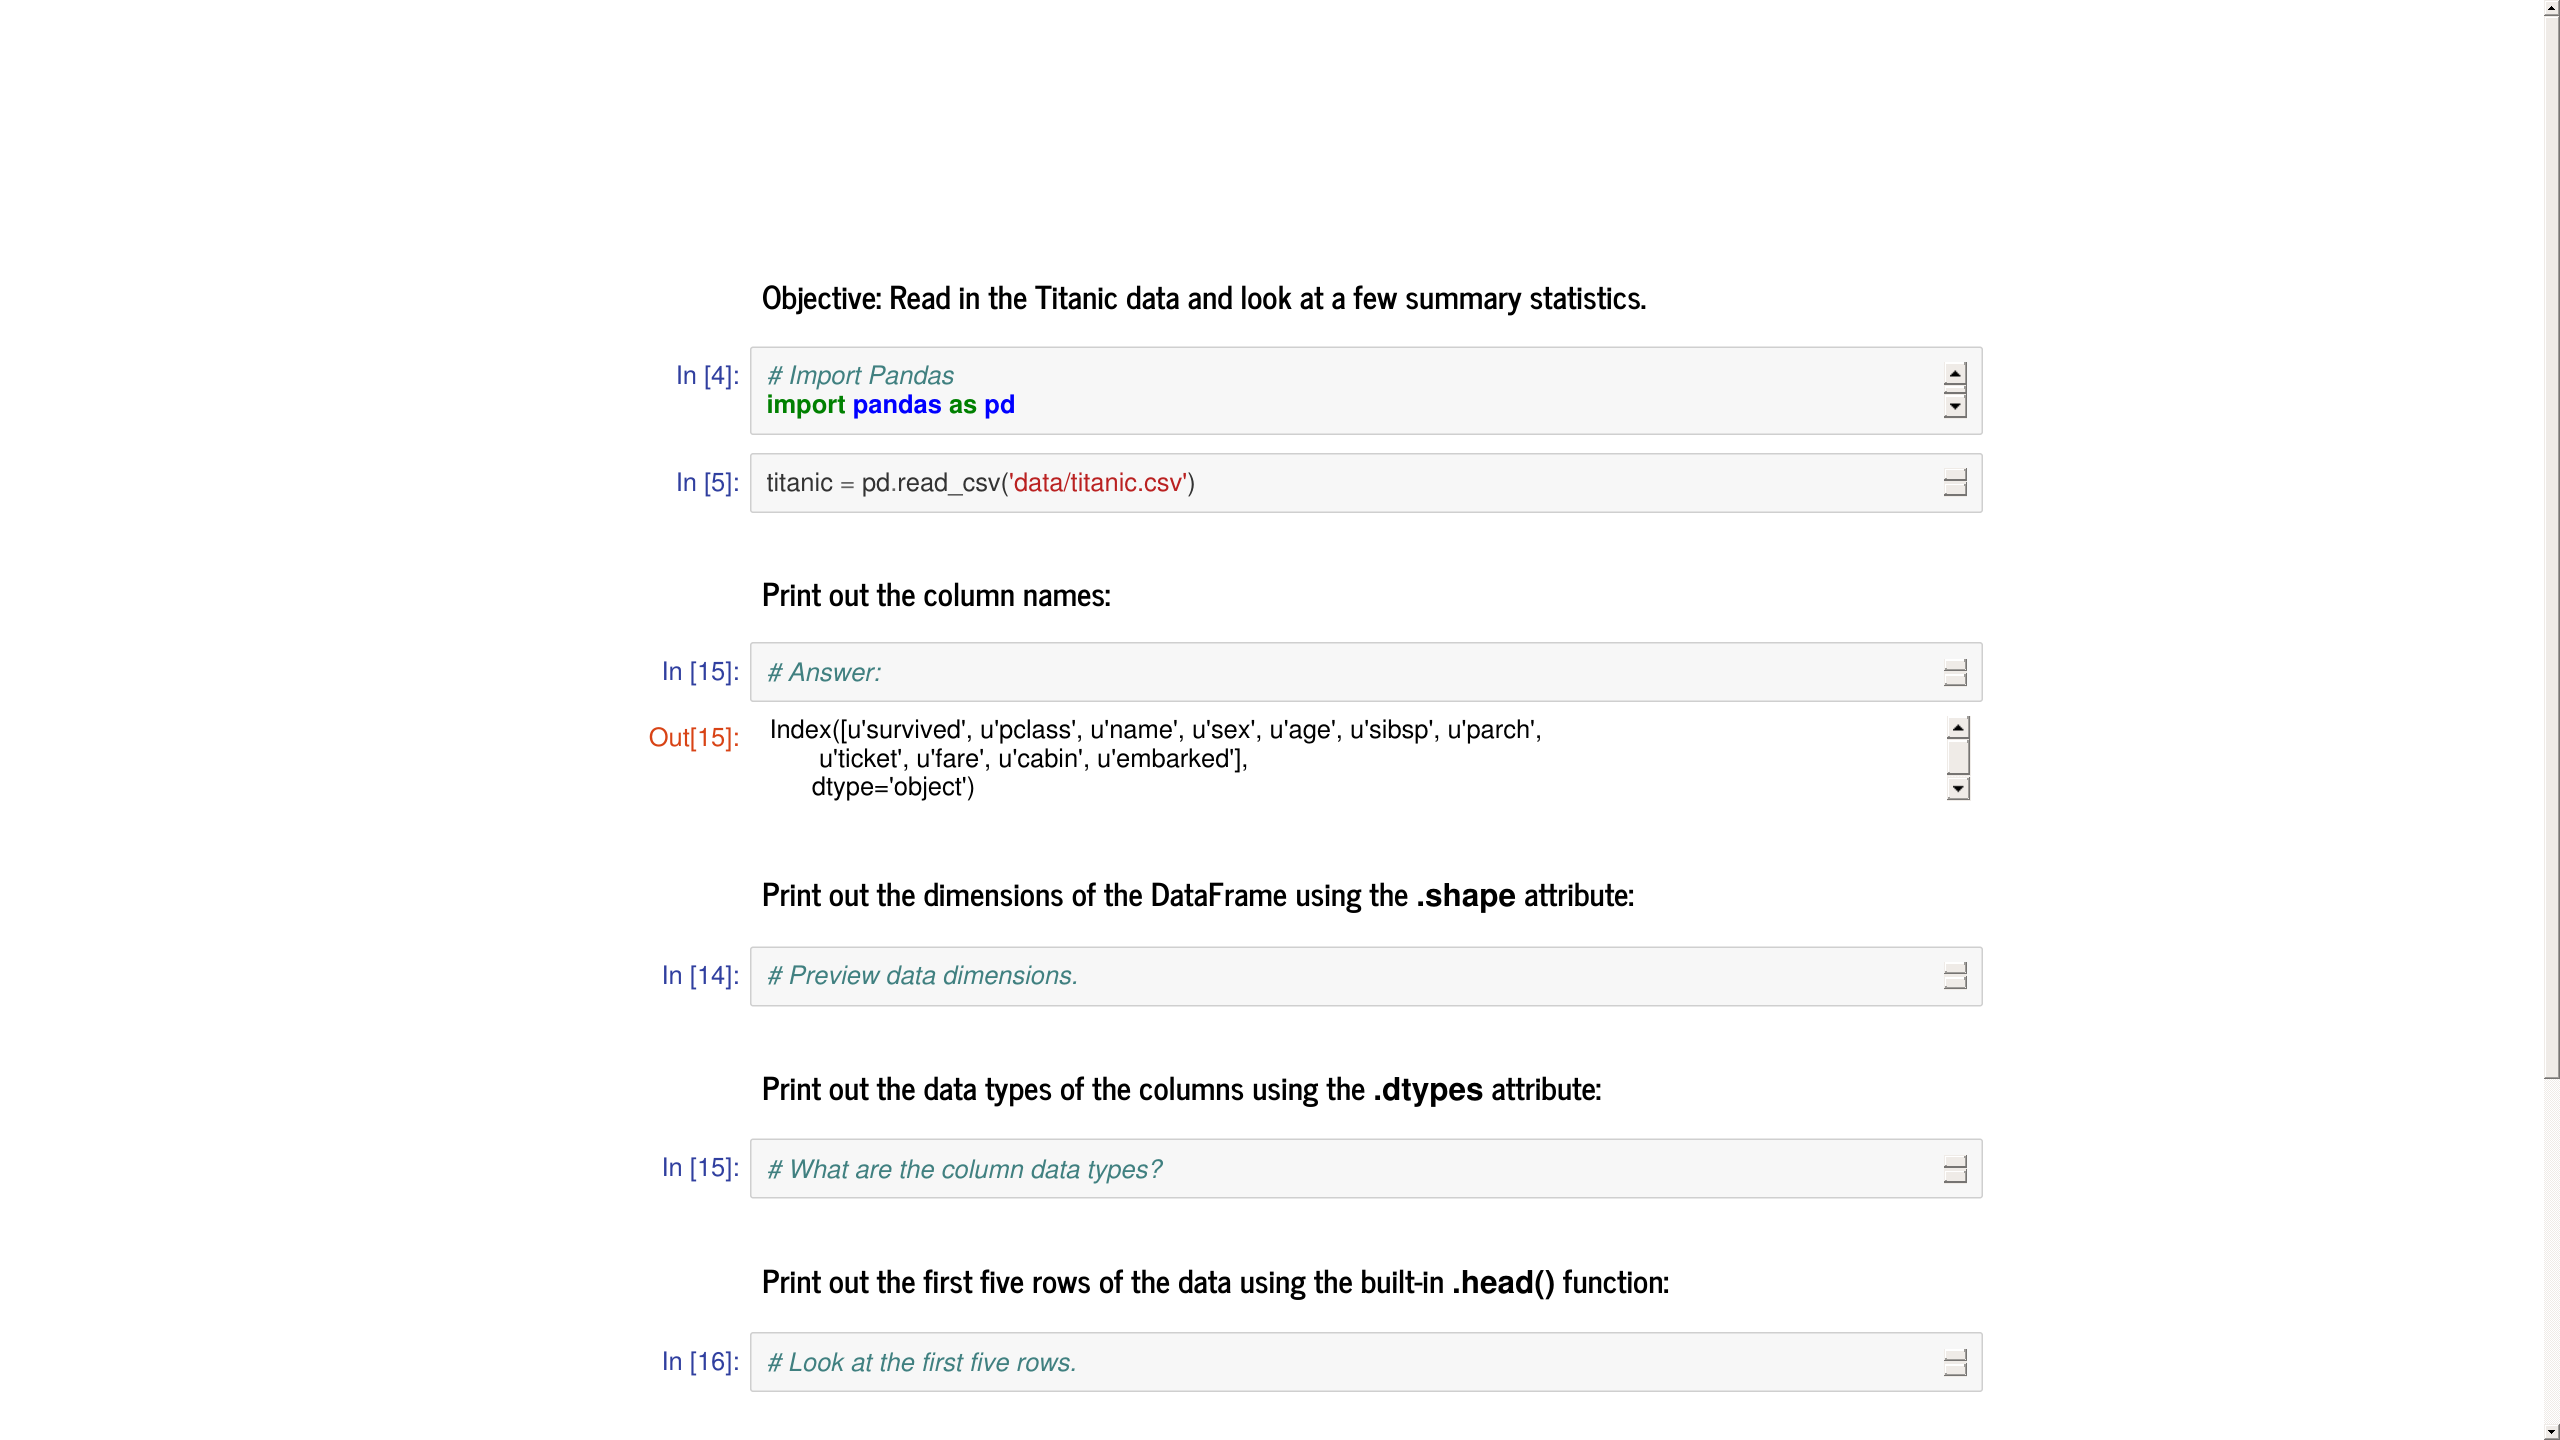 Objective: Read in the Titanic data and look at a few summary statistics.
In [4]: # Import Pandas
import pandas as pd
In [5]: titanic = pd.read_csv('data/titanic.csv')
Print out the column names:
In [15]: # Answer:
Out[15]: Index([u'survived', u'pclass', u'name', u'sex', u'age', u'sibsp', u'parch',
u'ticket', u'fare', u'cabin', u'embarked'],
dtype='object')
Print out the dimensions of the DataFrame using the .shape attribute:
In [14]: # Preview data dimensions.
Print out the data types of the columns using the .dtypes attribute:
In [15]: # What are the column data types?
Print out the first five rows of the data using the built-in .head() function:
In [16]: # Look at the first five rows.